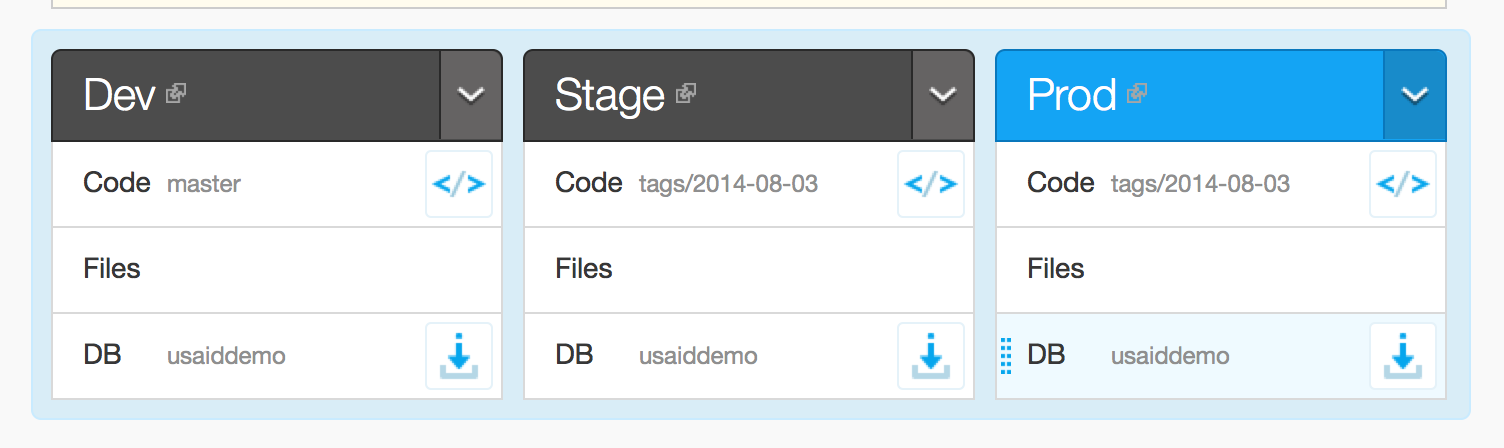 Dev
Code master
Files
DB usaiddemo
Stage
Code tags/2014-08-03
Files
DB usaiddemo
Prod
Code tags/2014-08-03
Files
DB usaiddemo